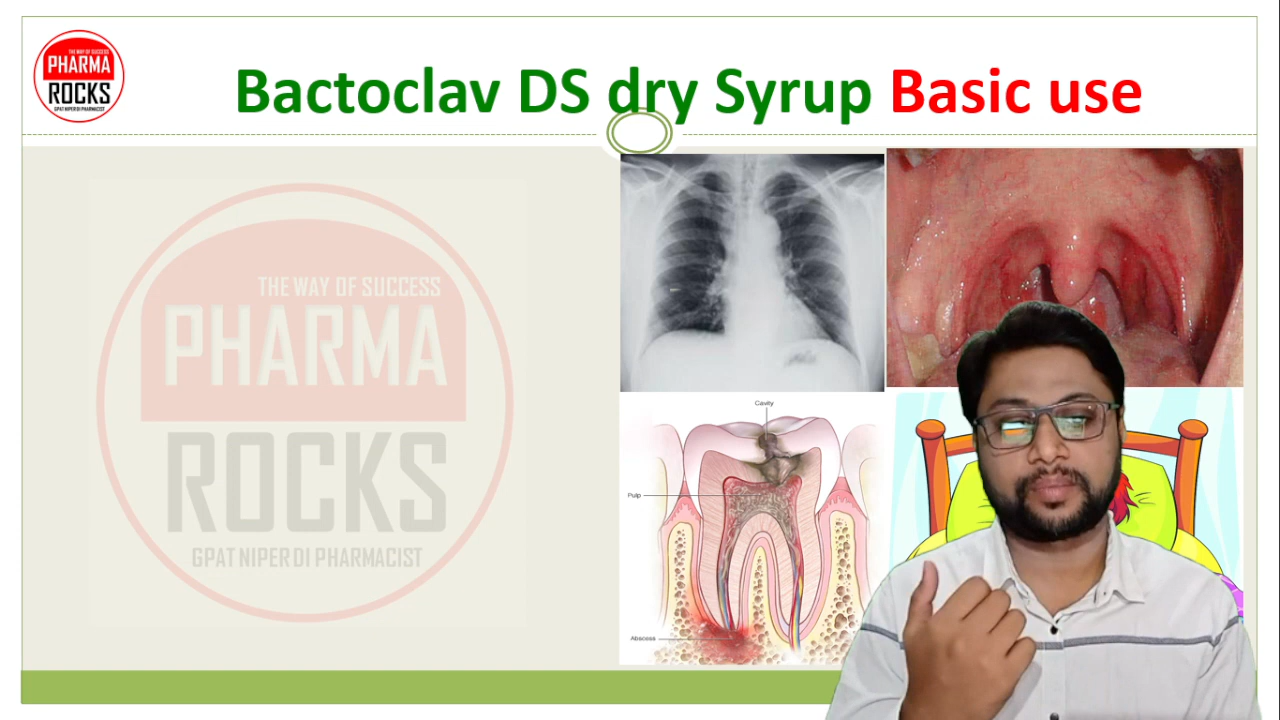 THE WAY OF SUCCESS
PHARMA
ROCKS
GPAT NIPER DI PHARMACIST
Bactoclav DS dry Syrup Basic use
THE WAY OF SUCCESS
PHARMA
ROCKS
GPAT NIPER DI PHARMACIST
Cavity
Pulp
Abscess